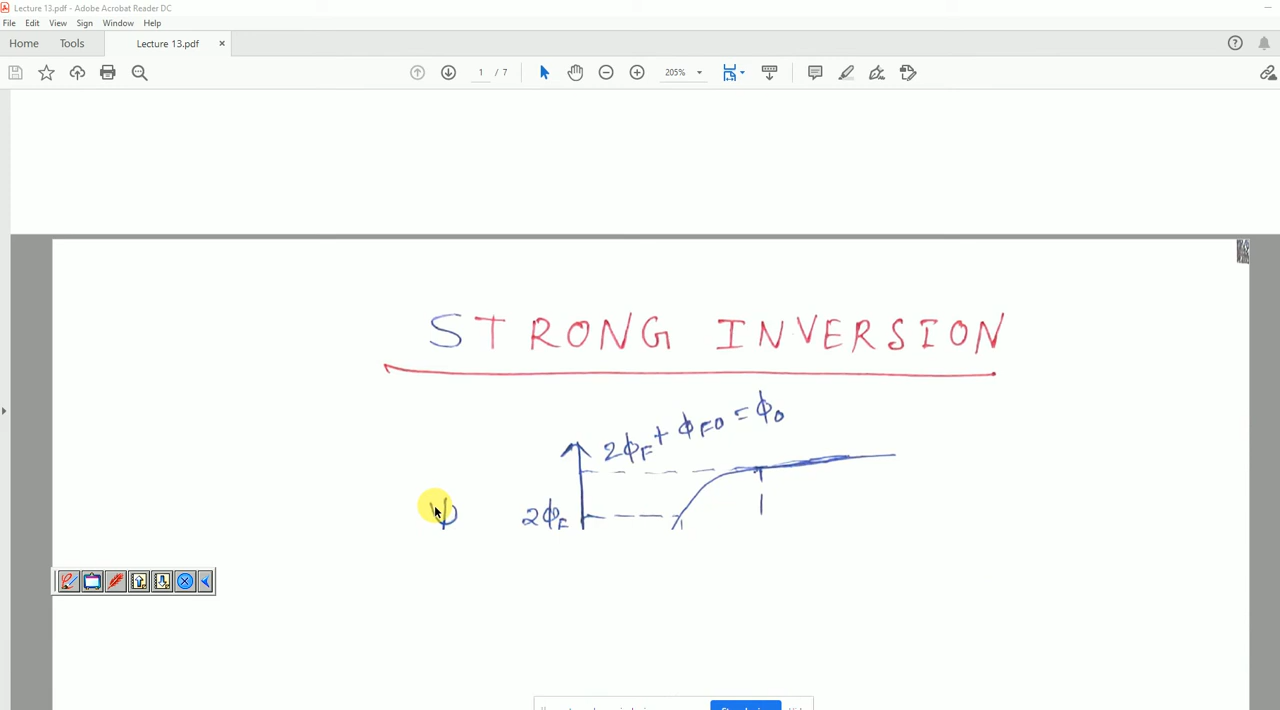 Lecture 13.pdf - Adobe Acrobat Reader DC
File Edit View Sign Window Help
Home Tools Lecture 13.pdf ×
1 / 7 205%
STRONG INVERSION
2ϕF + ϕF0 = ϕ0
ψ 2ϕF